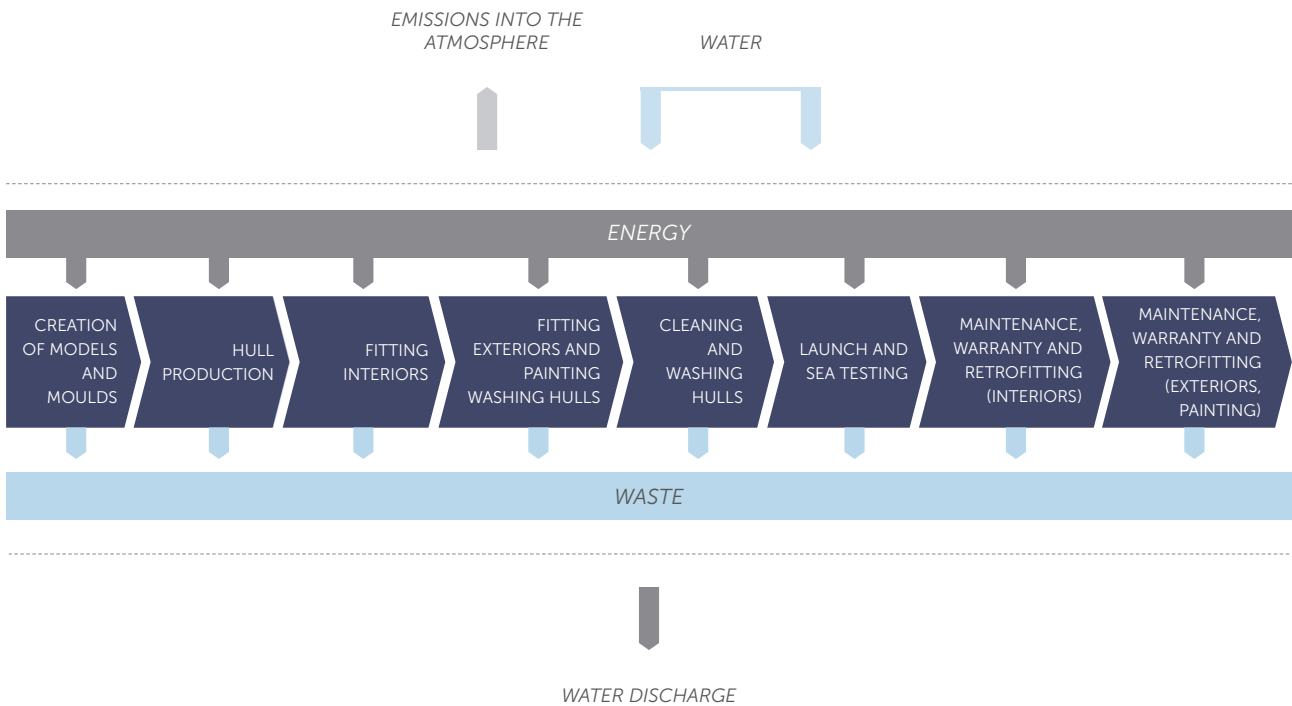 EMISSIONS INTO THE
ATMOSPHERE
WATER
ENERGY
CREATION
OF MODELS
AND
MOULDS
HULL
PRODUCTION
FITTING
INTERIORS
FITTING
EXTERIORS AND
PAINTING
WASHING HULLS
CLEANING
AND
WASHING
HULLS
LAUNCH AND
SEA TESTING
MAINTENANCE,
WARRANTY AND
RETROFITTING
(INTERIORS)
MAINTENANCE,
WARRANTY AND
RETROFITTING
(EXTERIORS,
PAINTING)
WASTE
WATER DISCHARGE